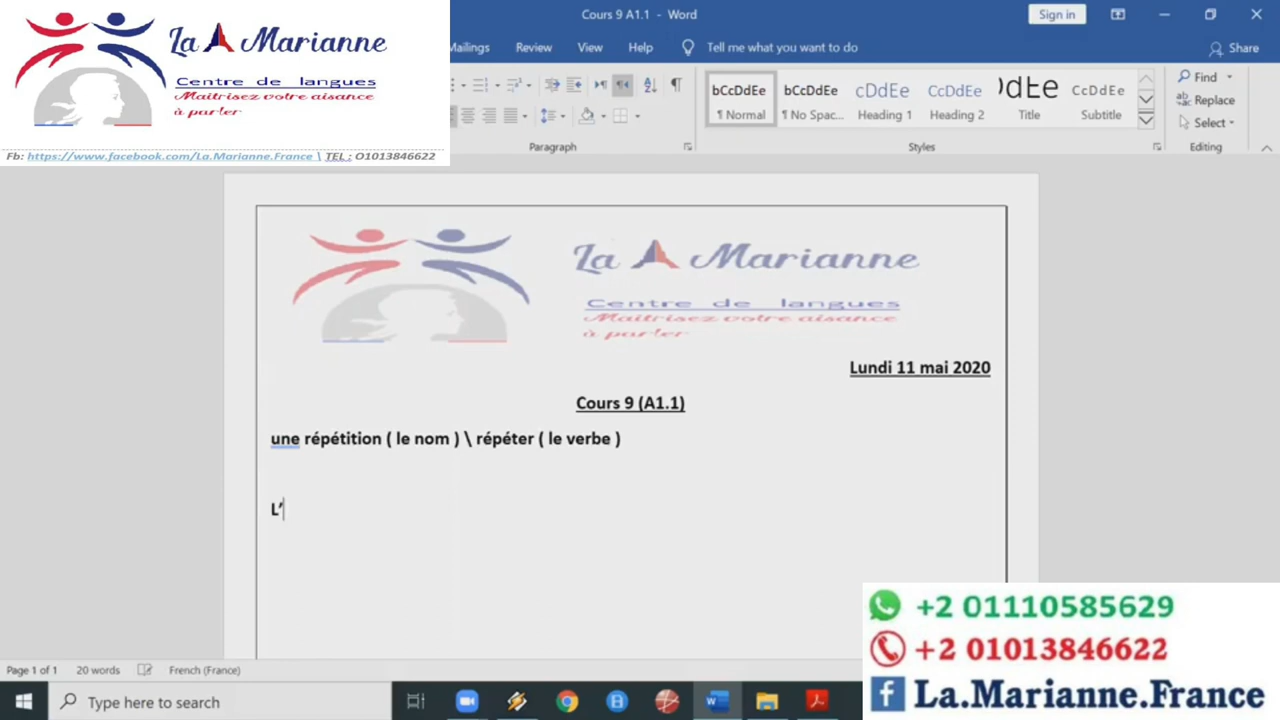 La Marianne
Centre de langues
Maîtrisez votre aisance
à parler
Fb: https://www.facebook.com/La.Marianne.France \ TEL : O1013846622
Cours 9 A1.1 - Word
Sign in
Mailings Review View Help Tell me what you want to do Share
bCcDdEe bCcDdEe cDdEe CcDdEe DdEe CcDdEe
¶ Normal ¶ No Spac... Heading 1 Heading 2 Title Subtitle
Find
Replace
Select
Paragraph Styles Editing
La Marianne
Centre de langues
Maîtrisez votre aisance
à parler
Lundi 11 mai 2020
Cours 9 (A1.1)
une répétition ( le nom ) \ répéter ( le verbe )
L’
Page 1 of 1 20 words French (France)
Type here to search
+2 01110585629
+2 01013846622
La.Marianne.France